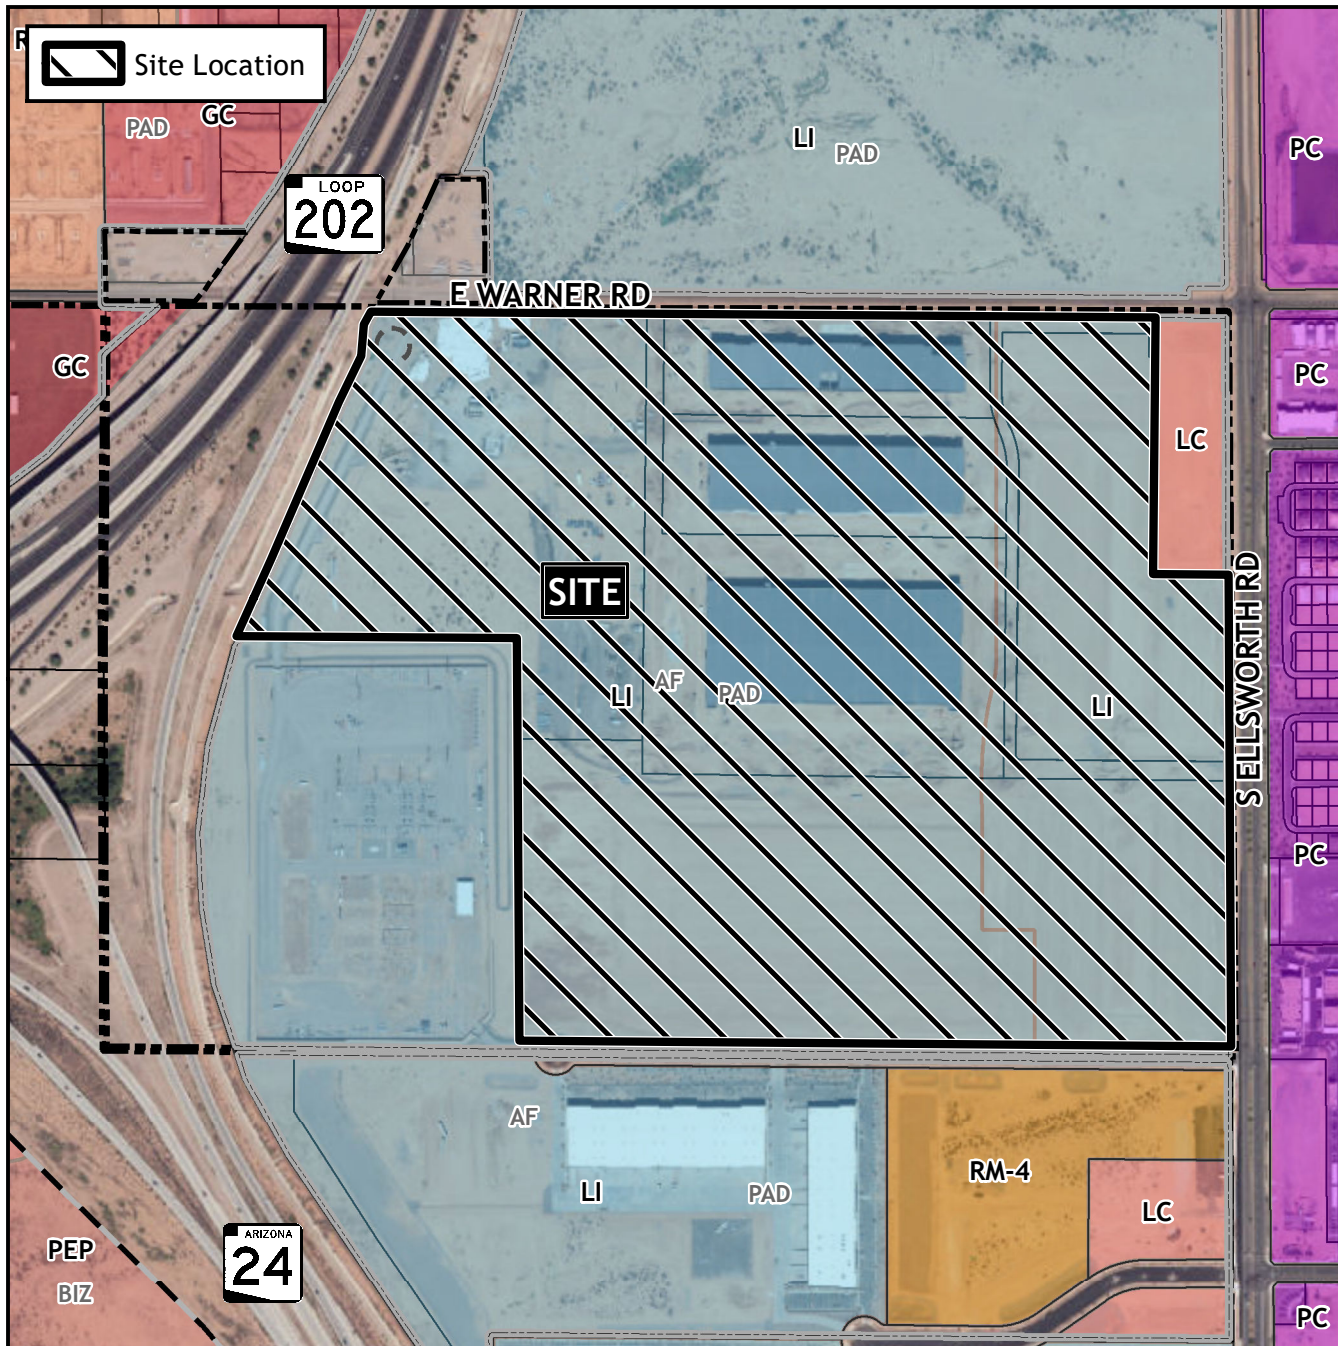 R
Site Location
PAD
GC
LI
PAD
PC
LOOP
202
E WARNER RD
GC
PC
LC
SITE
S ELLSWORTH RD
AF
LI
PAD
LI
PC
AF
RM-4
LI
PAD
LC
PEP
ARIZONA
24
BIZ
PC